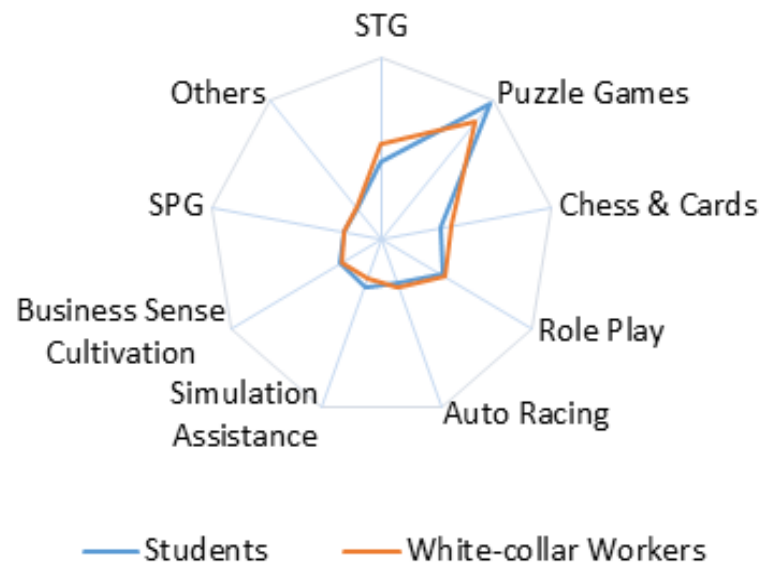 STG
Others
Puzzle Games
SPG
Chess & Cards
Business Sense
Cultivation
Role Play
Simulation
Assistance
Auto Racing
Students
White-collar Workers